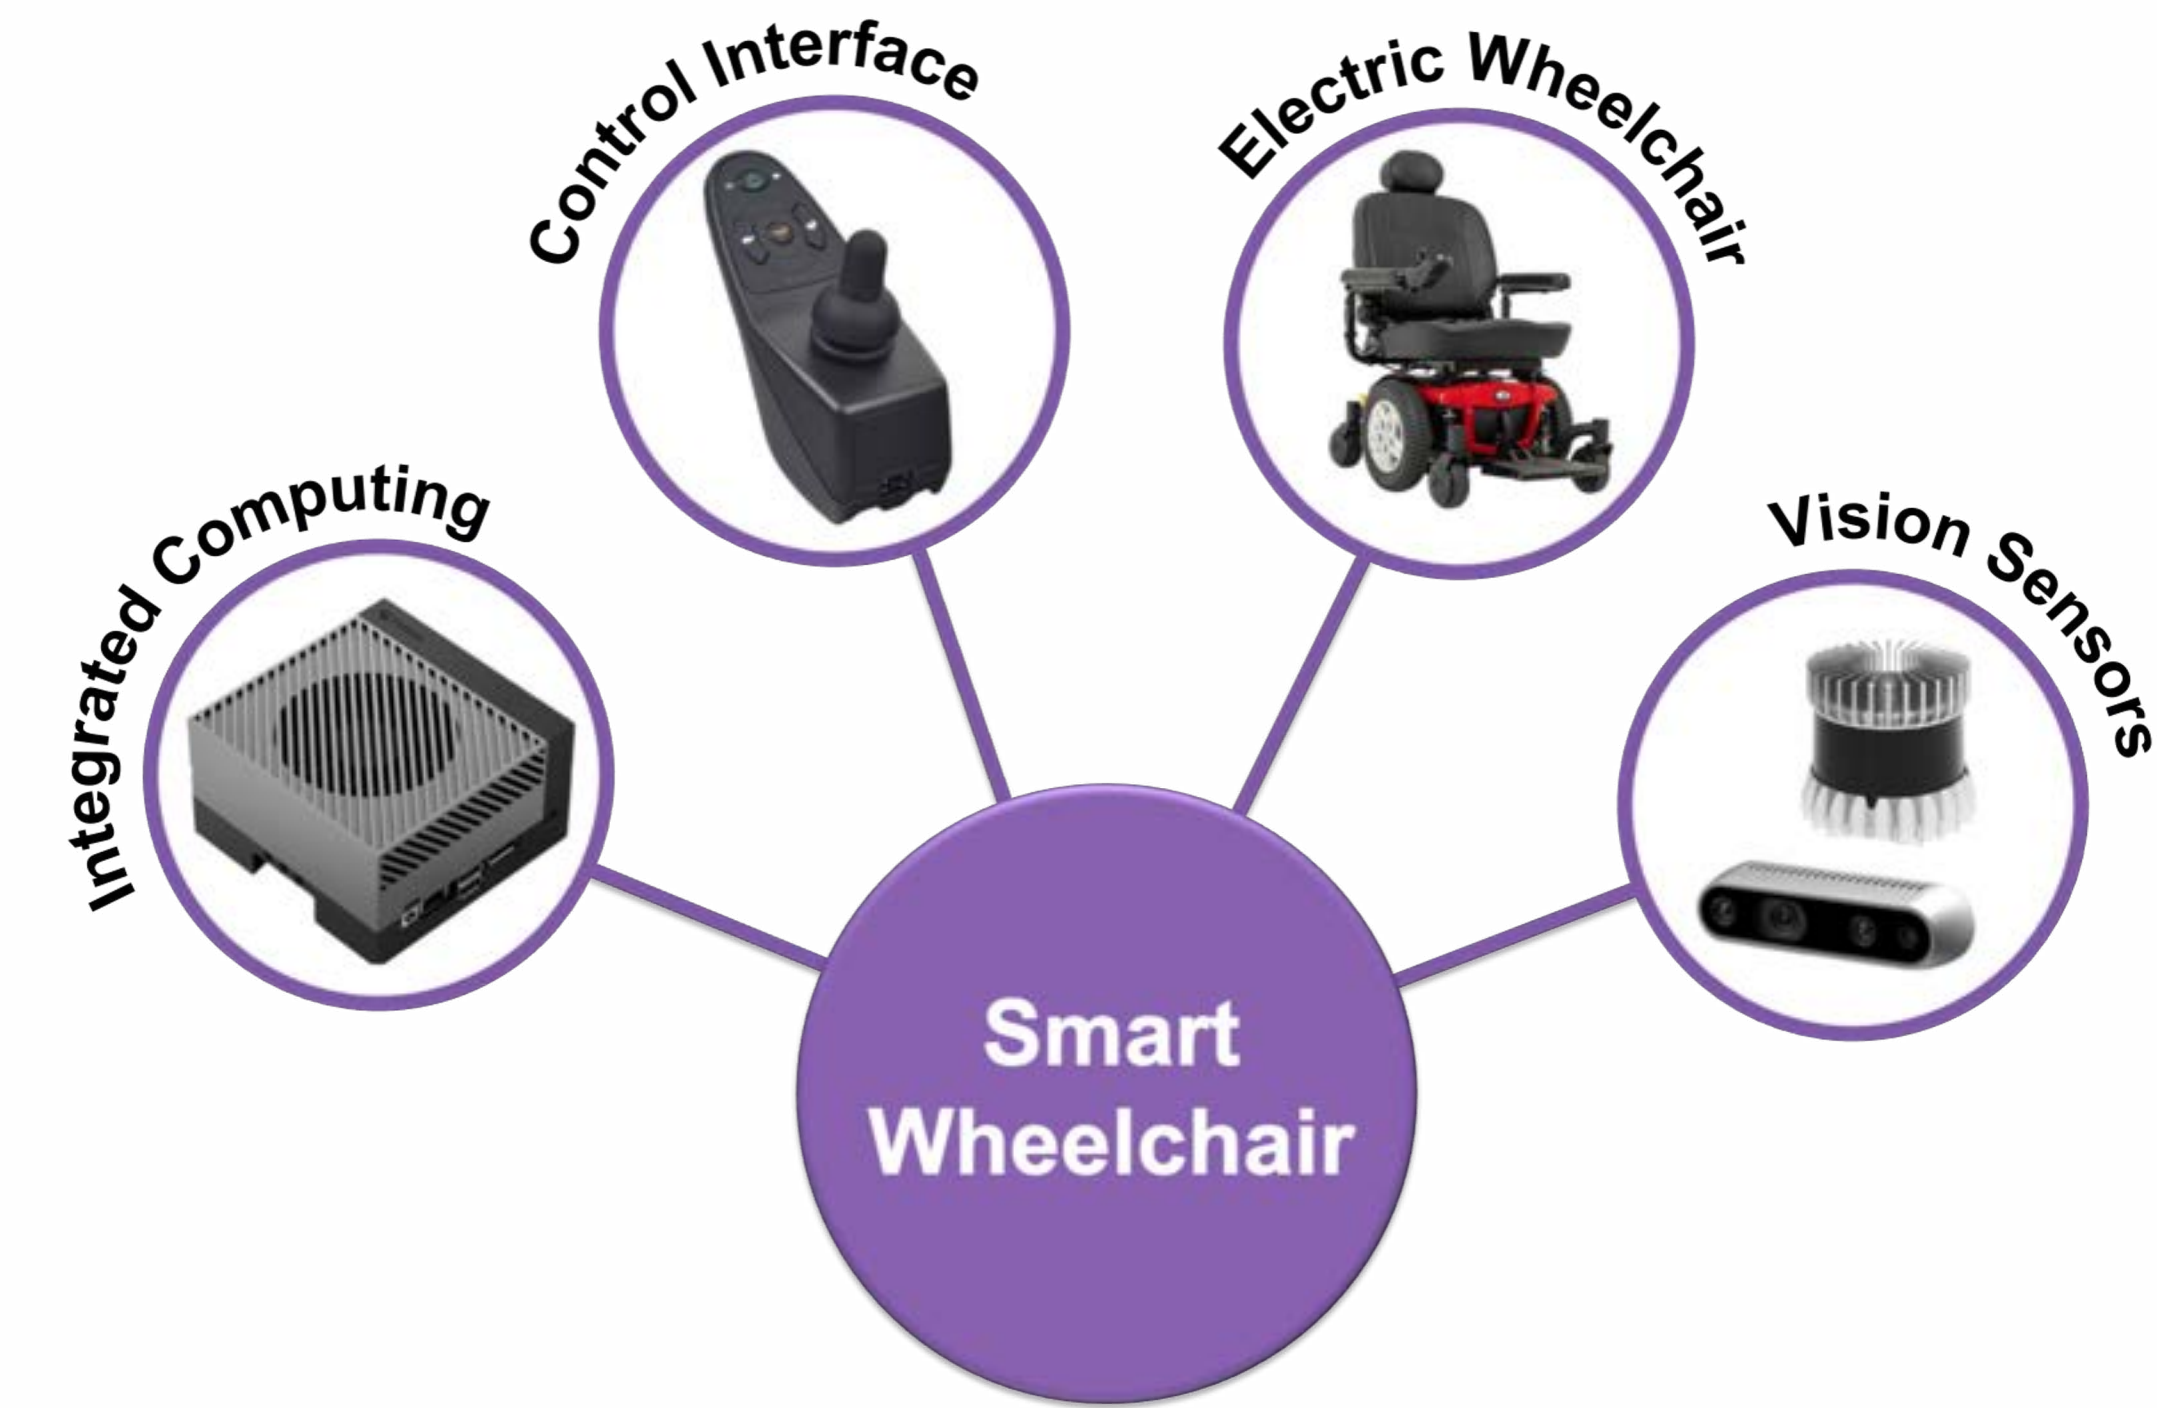 Control Interface
Electric Wheelchair
Integrated Computing
Vision Sensors
Smart
Wheelchair